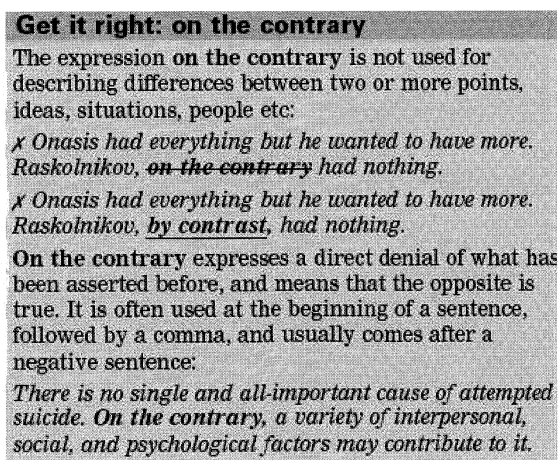 Get it right: on the contrary
The expression on the contrary is not used for
describing differences between two or more points,
ideas, situations, people etc:
✗ Onasis had everything but he wanted to have more.
Raskolnikov, on the contrary had nothing.
✗ Onasis had everything but he wanted to have more.
Raskolnikov, by contrast, had nothing.
On the contrary expresses a direct denial of what has
been asserted before, and means that the opposite is
true. It is often used at the beginning of a sentence,
followed by a comma, and usually comes after a
negative sentence:
There is no single and all-important cause of attempted
suicide. On the contrary, a variety of interpersonal,
social, and psychological factors may contribute to it.